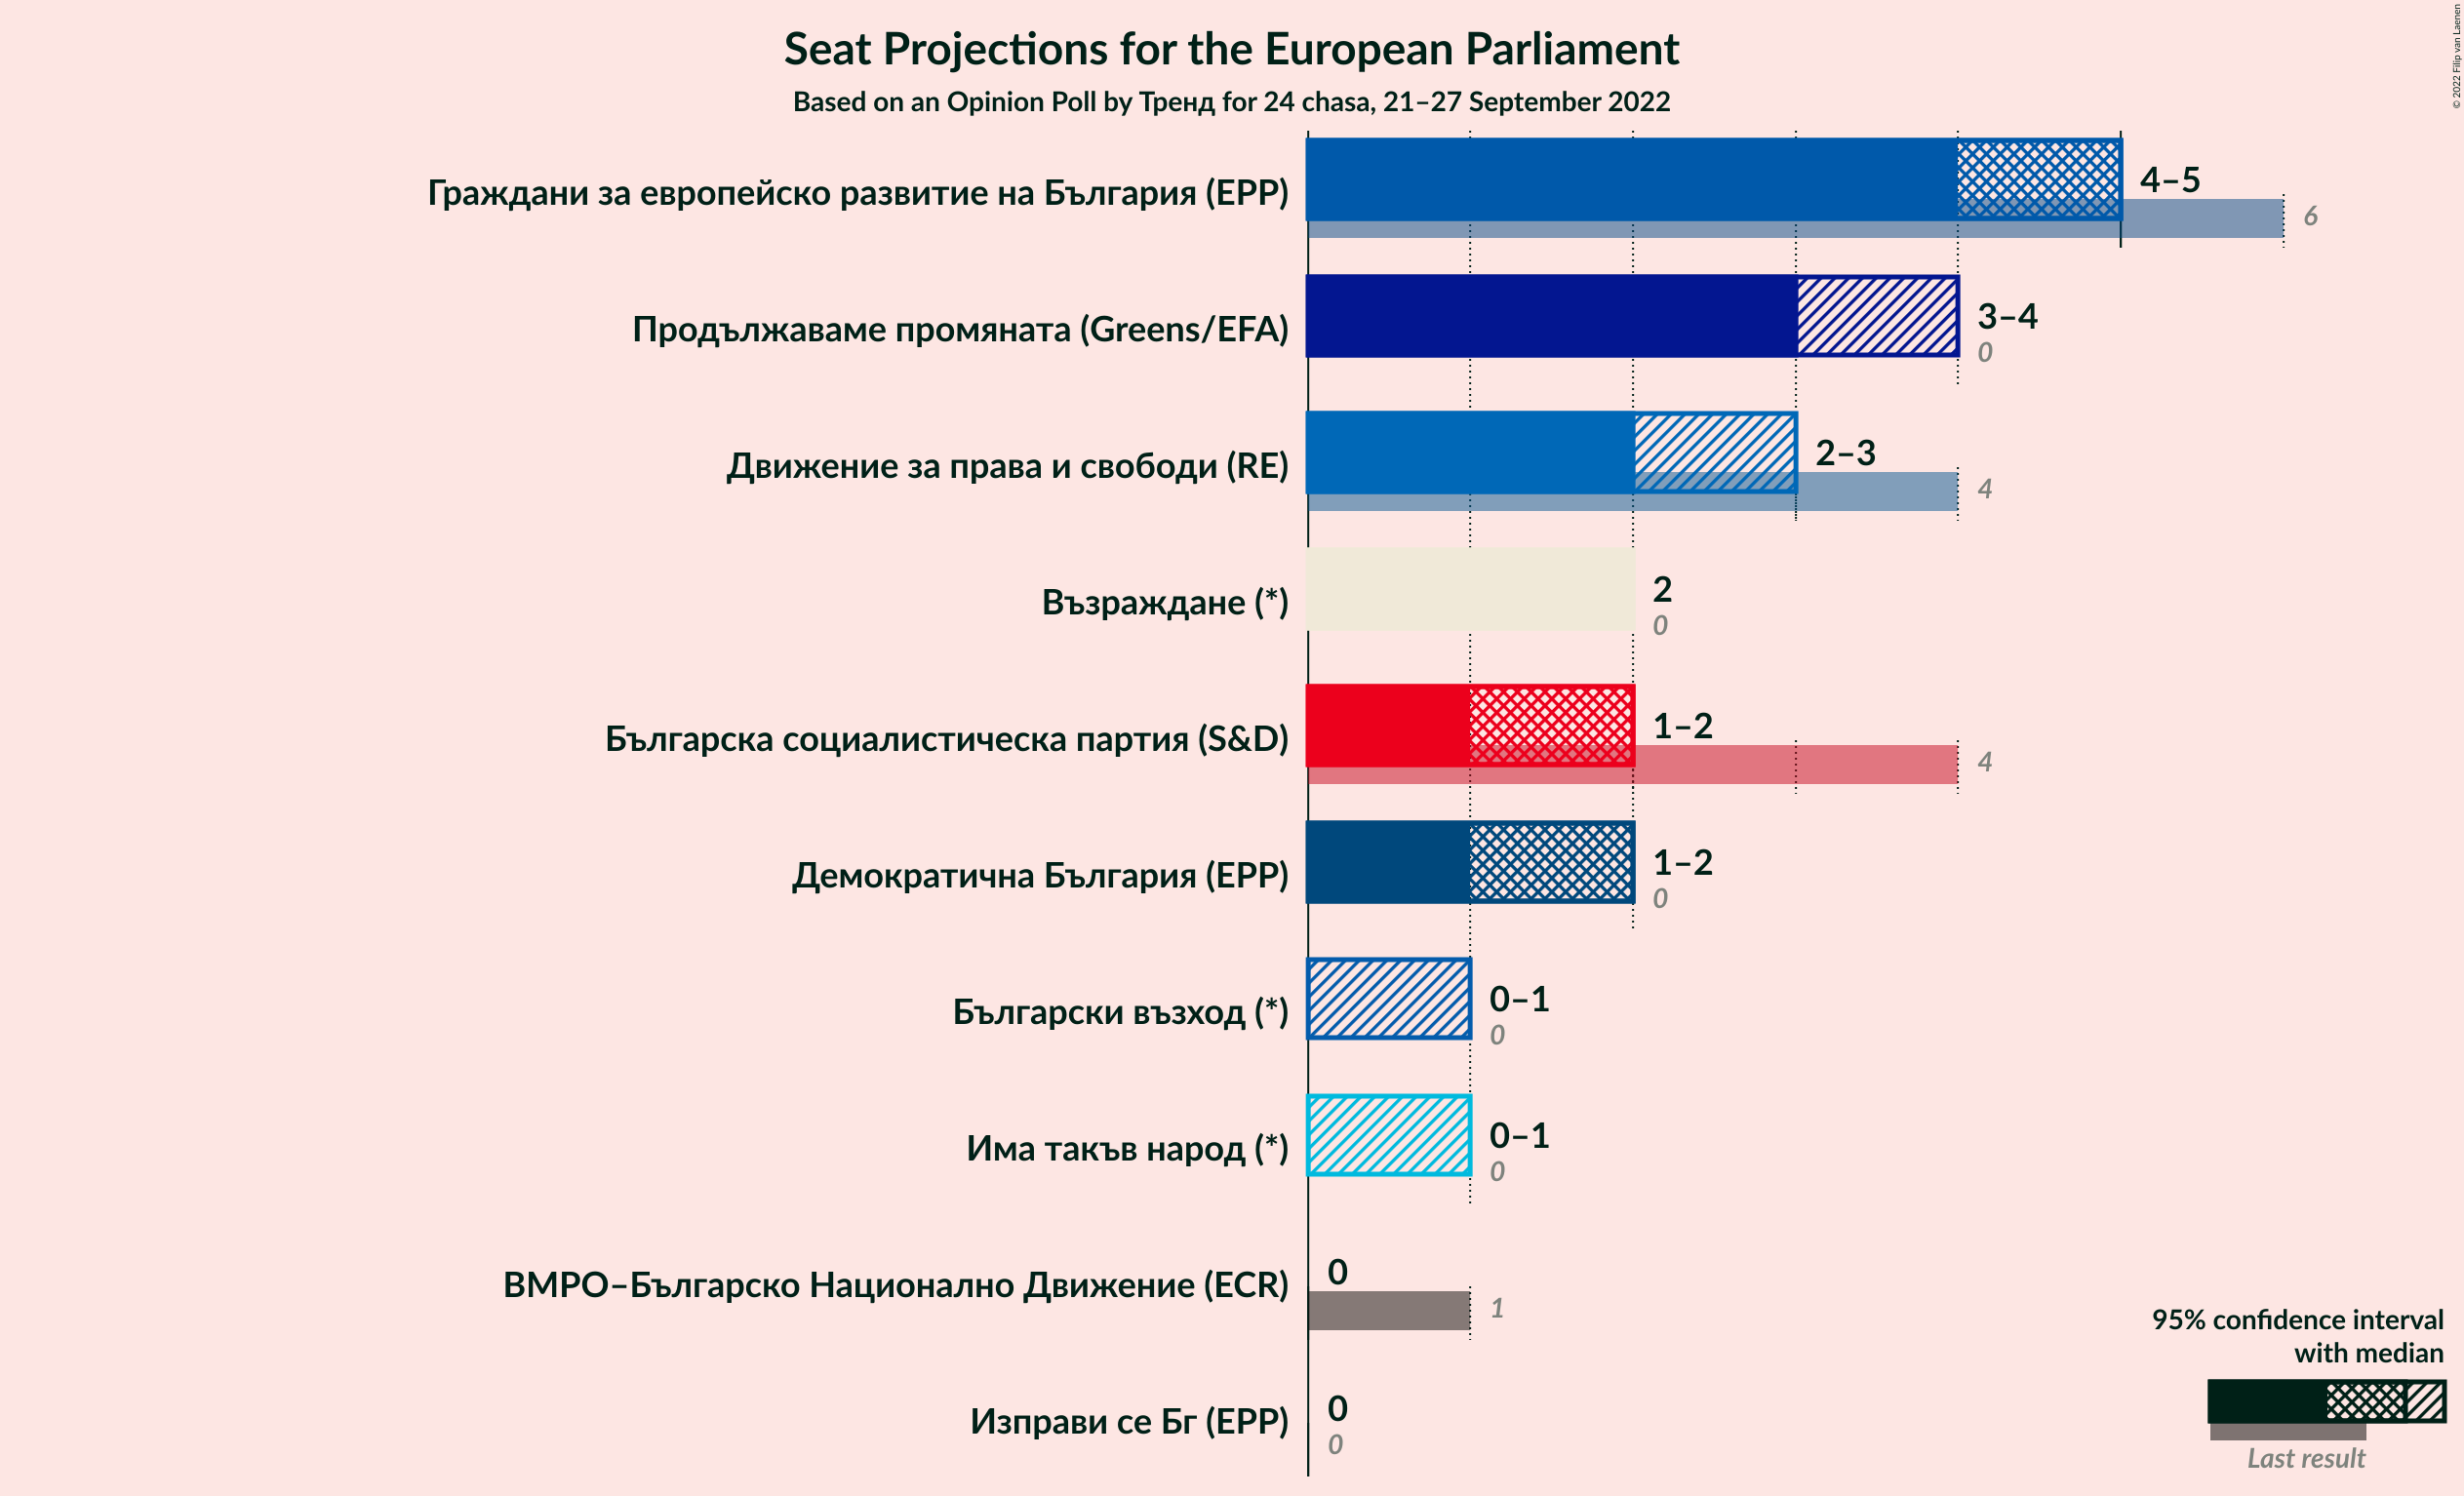 Seat Projections for the European Parliament
Based on an Opinion Poll by Тренд for 24 chasa, 21–27 September 2022
© 2022 Filip van Laenen
Граждани за европейско развитие на България (EPP)
4–5
6
Продължаваме промяната (Greens/EFA)
3–4
0
Движение за права и свободи (RE)
2–3
4
Възраждане (*)
2
0
Българска социалистическа партия (S&D)
1–2
4
Демократична България (EPP)
1–2
0
Български възход (*)
0–1
0
Има такъв народ (*)
0–1
0
ВМРО–Българско Национално Движение (ECR)
0
1
Изправи се Бг (EPP)
0
0
95% confidence interval
with median
Last result